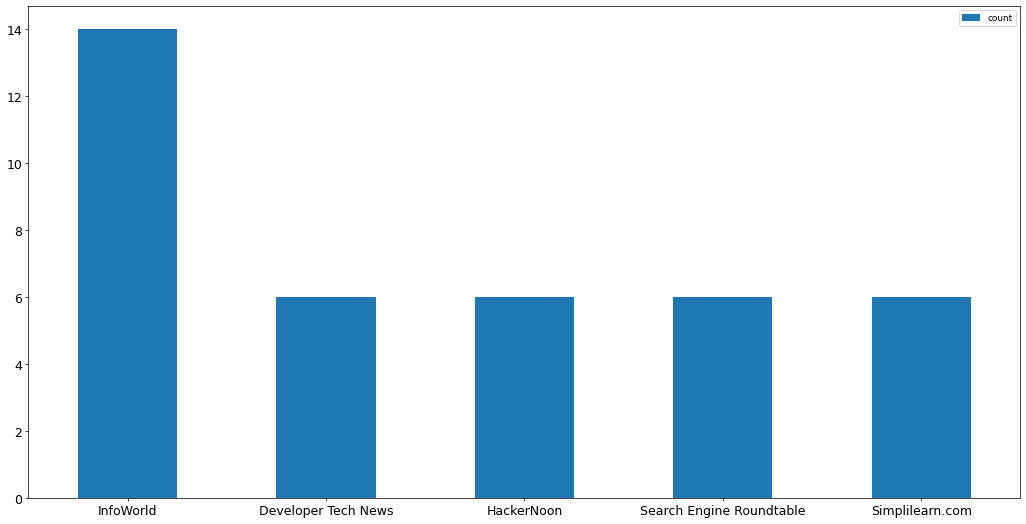 count
14
12
10
8
6
4
2
0
InfoWorld
Developer Tech News
HackerNoon
Search Engine Roundtable
Simplilearn.com